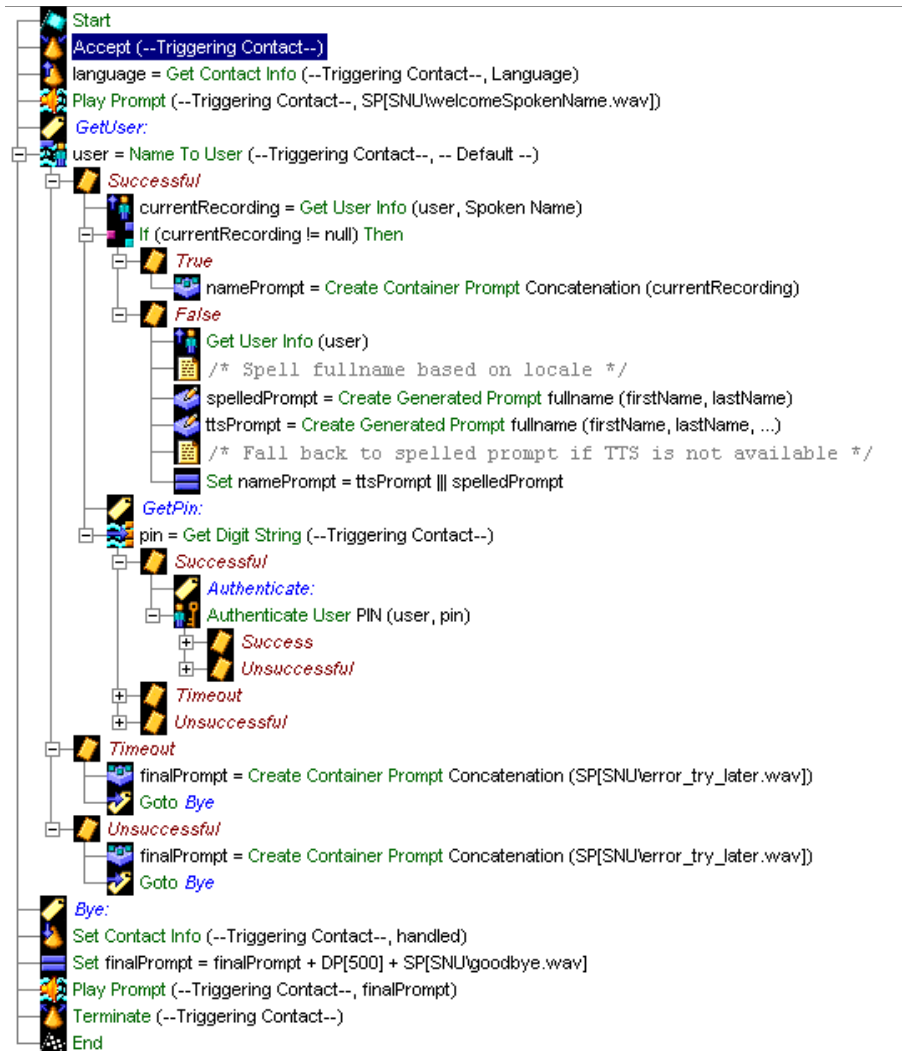 Start
Accept (--Triggering Contact--)
language = Get Contact Info (--Triggering Contact--, Language)
Play Prompt (--Triggering Contact--, SP[SNU\welcomeSpokenName.wav])
GetUser:
user = Name To User (--Triggering Contact--, -- Default --)
Successful
currentRecording = Get User Info (user, Spoken Name)
If (currentRecording != null) Then
True
namePrompt = Create Container Prompt Concatenation (currentRecording)
False
Get User Info (user)
/* Spell fullname based on locale */
spelledPrompt = Create Generated Prompt fullname (firstName, lastName)
ttsPrompt = Create Generated Prompt fullname (firstName, lastName, ...)
/* Fall back to spelled prompt if TTS is not available */
Set namePrompt = ttsPrompt ||| spelledPrompt
GetPin:
pin = Get Digit String (--Triggering Contact--)
Successful
Authenticate:
Authenticate User PIN (user, pin)
Success
Unsuccessful
Timeout
Unsuccessful
Timeout
finalPrompt = Create Container Prompt Concatenation (SP[SNU\error_try_later.wav])
Goto Bye
Unsuccessful
finalPrompt = Create Container Prompt Concatenation (SP[SNU\error_try_later.wav])
Goto Bye
Bye:
Set Contact Info (--Triggering Contact--, handled)
Set finalPrompt = finalPrompt + DP[500] + SP[SNU\goodbye.wav]
Play Prompt (--Triggering Contact--, finalPrompt)
Terminate (--Triggering Contact--)
End